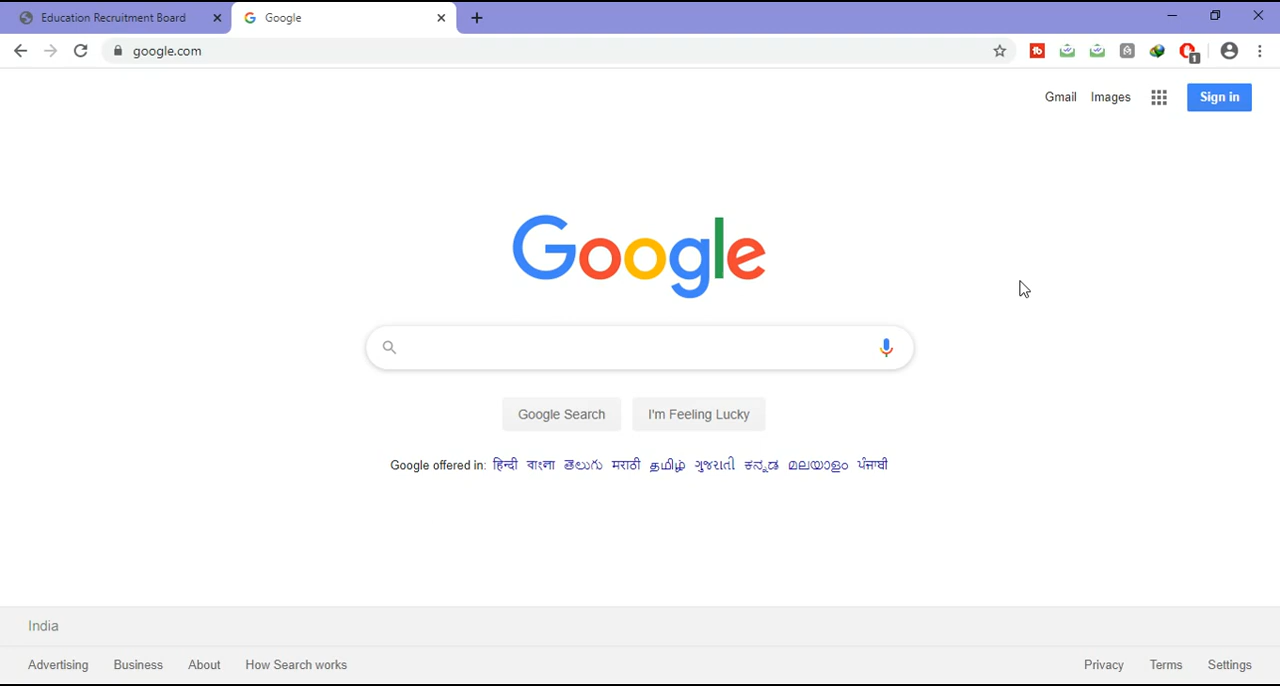 Education Recruitment Board
Google
google.com
1
Gmail Images Sign in
Google
Google Search I'm Feeling Lucky
Google offered in: हिन्दी বাংলা తెలుగు मराठी தமிழ் ગુજરાતી ಕನ್ನಡ മലയാളം ਪੰਜਾਬੀ
India
Advertising Business About How Search works Privacy Terms Settings